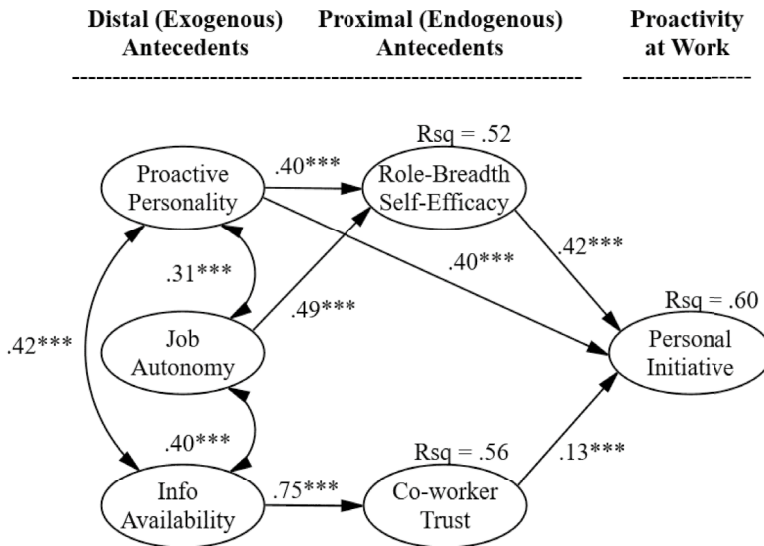 Distal (Exogenous)
Antecedents
Proximal (Endogenous)
Antecedents
Proactivity
at Work
Rsq = .52
Proactive
Personality
.40***
Role-Breadth
Self-Efficacy
.31***
.40***
.42***
.49***
Rsq = .60
.42***
Job
Autonomy
Personal
Initiative
.40***
Rsq = .56
.13***
Info
Availability
.75***
Co-worker
Trust